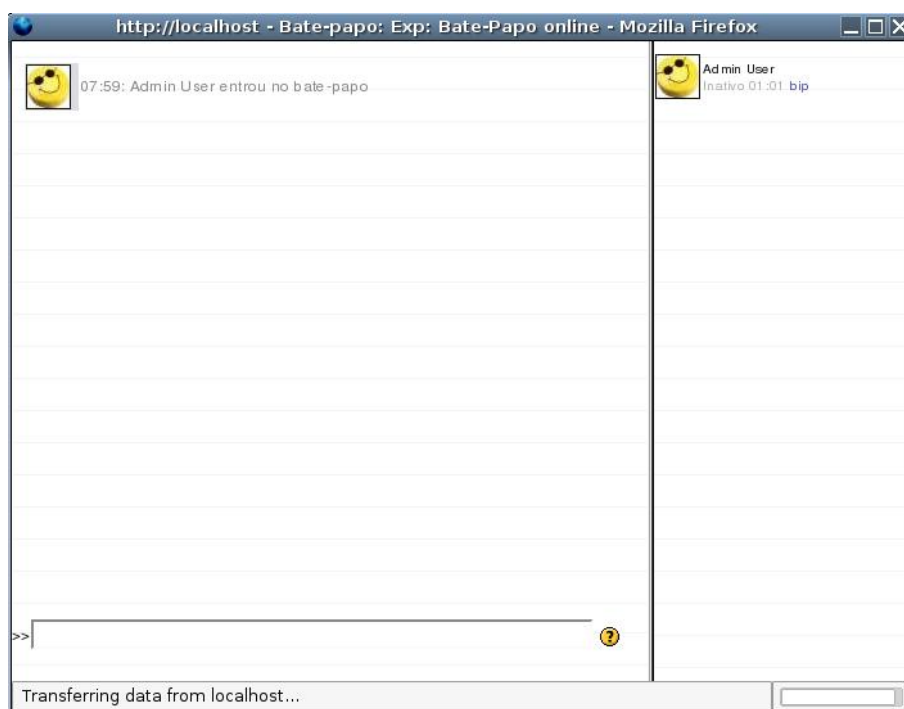 http://localhost - Bate-papo: Exp: Bate-Papo online - Mozilla Firefox
07:59: Admin User entrou no bate-papo
Admin User
Inativo 01:01 bip
>>
?
Transferring data from localhost...